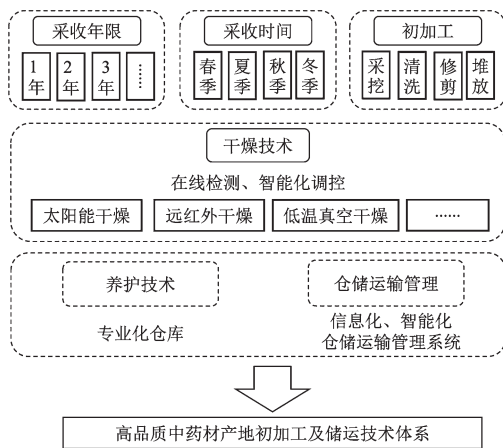 采收年限
1年
2年
3年
……
采收时间
春季
夏季
秋季
冬季
初加工
采挖
清洗
修剪
堆放
干燥技术
在线检测、智能化调控
太阳能干燥
远红外干燥
低温真空干燥
……
养护技术
专业化仓库
仓储运输管理
信息化、智能化
仓储运输管理系统
高品质中药材产地初加工及储运技术体系